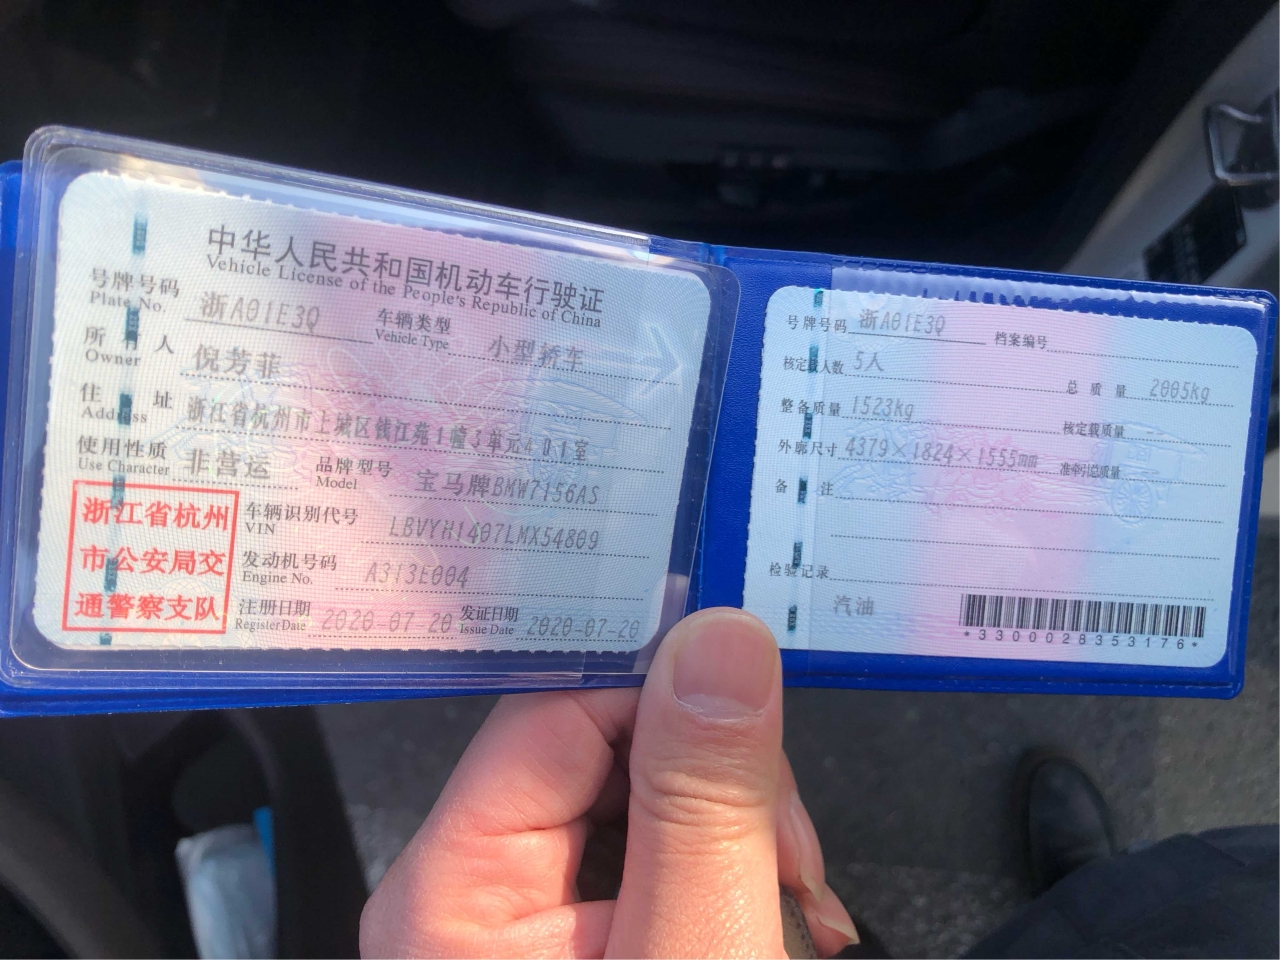 中华人民共和国机动车行驶证
Vehicle License of the People's Republic of China
号牌号码 浙A01E3Q 车辆类型 小型轿车
Plate No. Vehicle Type
所有人 倪芳菲
Owner
住址 浙江省杭州市上城区钱江苑1幢3单元401室
Address
使用性质 非营运 品牌型号 宝马牌BMW7156AS
Use Character Model
浙江省杭州
市公安局交
通警察支队
车辆识别代号 LBVYH1407LMX54809
VIN
发动机号码 A313E004
Engine No.
注册日期 2020-07-20 发证日期 2020-07-20
Register Date Issue Date
号牌号码 浙A01E3Q 档案编号
核定载人数 5人 总质量 2005kg
整备质量 1523kg 核定载质量
外廓尺寸 4379×1824×1555mm 准牵引总质量
备注
检验记录
汽油
*3300028353176*